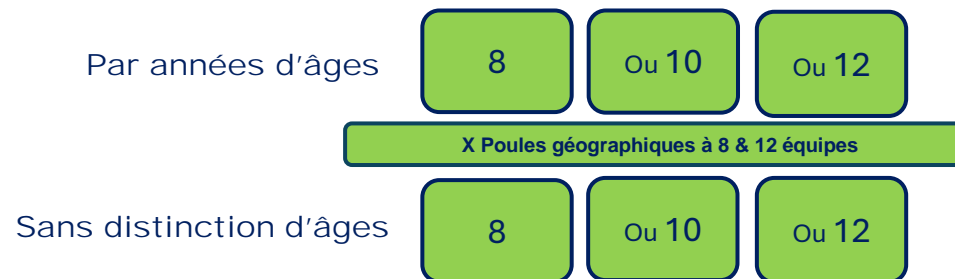 Par années d'âges 8 Ou 10 Ou 12
X Poules géographiques à 8 & 12 équipes
Sans distinction d'âges 8 Ou 10 Ou 12